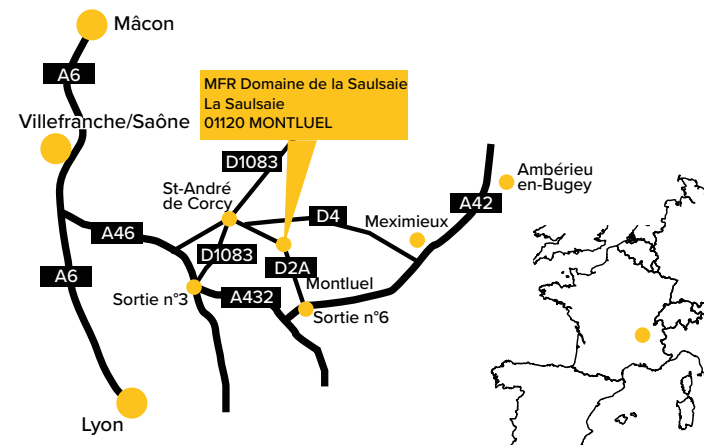 Mâcon
A6
MFR Domaine de la Saulsaie
La Saulsaie
01120 MONTLUEL
Villefranche/Saône
D1083
Ambérieu
en-Bugey
St-André
de Corcy
A42
D4
Meximieux
A46
D1083
D2A
A6
Montluel
Sortie n°3
A432
Sortie n°6
Lyon